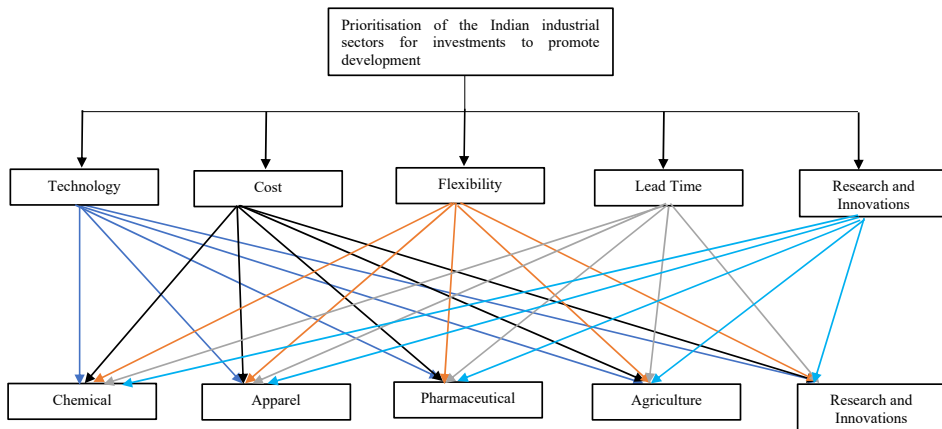 Prioritisation of the Indian industrial
sectors for investments to promote
development
Technology
Cost
Flexibility
Lead Time
Research and
Innovations
Chemical
Apparel
Pharmaceutical
Agriculture
Research and
Innovations